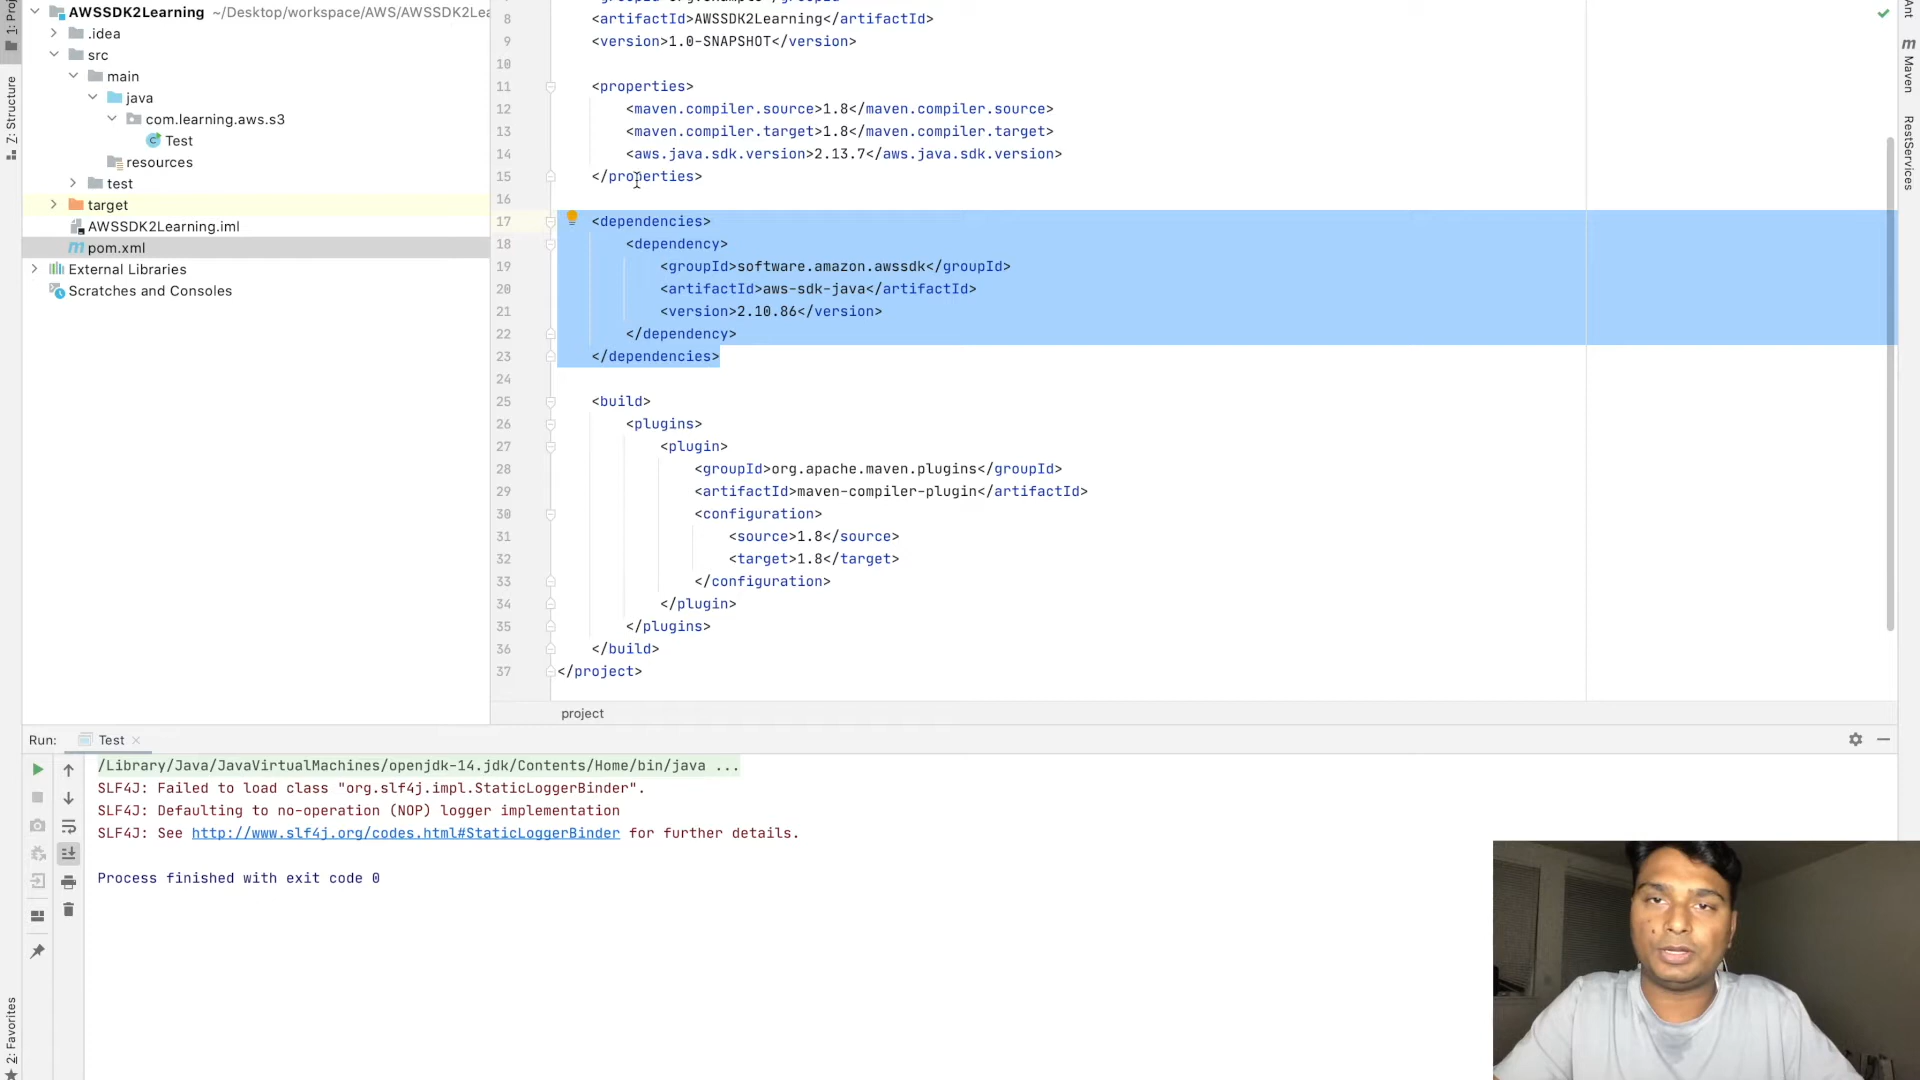 1: Proj
Z: Structure
2: Favorites
AWSSDK2Learning ~/Desktop/workspace/AWS/AWSSDK2Lea
.idea
src
main
java
com.learning.aws.s3
Test
resources
test
target
AWSSDK2Learning.iml
pom.xml
External Libraries
Scratches and Consoles
8 <artifactId>AWSSDK2Learning</artifactId>
9 <version>1.0-SNAPSHOT</version>
10
11 <properties>
12 <maven.compiler.source>1.8</maven.compiler.source>
13 <maven.compiler.target>1.8</maven.compiler.target>
14 <aws.java.sdk.version>2.13.7</aws.java.sdk.version>
15 </properties>
16
17 <dependencies>
18 <dependency>
19 <groupId>software.amazon.awssdk</groupId>
20 <artifactId>aws-sdk-java</artifactId>
21 <version>2.10.86</version>
22 </dependency>
23 </dependencies>
24
25 <build>
26 <plugins>
27 <plugin>
28 <groupId>org.apache.maven.plugins</groupId>
29 <artifactId>maven-compiler-plugin</artifactId>
30 <configuration>
31 <source>1.8</source>
32 <target>1.8</target>
33 </configuration>
34 </plugin>
35 </plugins>
36 </build>
37 </project>
project
Ant
Maven
RestServices
Run: Test
/Library/Java/JavaVirtualMachines/openjdk-14.jdk/Contents/Home/bin/java ...
SLF4J: Failed to load class "org.slf4j.impl.StaticLoggerBinder".
SLF4J: Defaulting to no-operation (NOP) logger implementation
SLF4J: See http://www.slf4j.org/codes.html#StaticLoggerBinder for further details.
Process finished with exit code 0